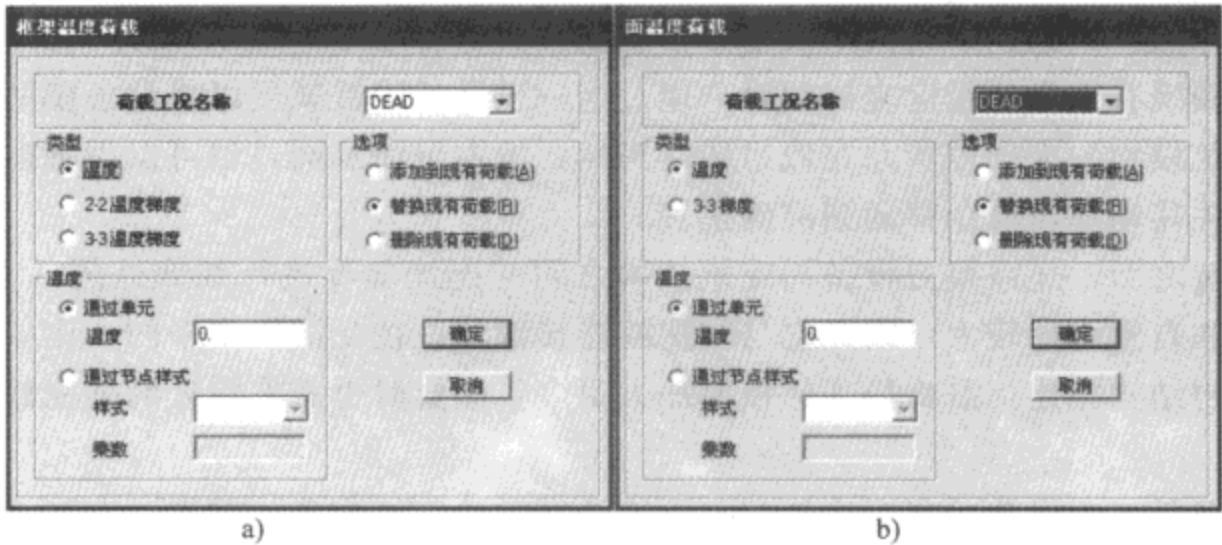 框架温度荷载
荷载工况名称
DEAD
类型
温度
2-2温度梯度
3-3温度梯度
选项
添加到现有荷载(A)
替换现有荷载(R)
删除现有荷载(D)
温度
通过单元
温度
0.
通过节点样式
样式
乘数
确定
取消
a)
面温度荷载
荷载工况名称
DEAD
类型
温度
3-3梯度
选项
添加到现有荷载(A)
替换现有荷载(R)
删除现有荷载(D)
温度
通过单元
温度
0.
通过节点样式
样式
乘数
确定
取消
b)